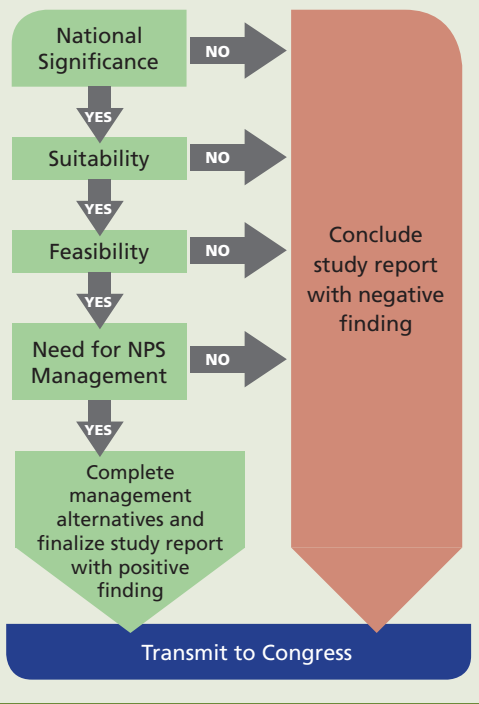 National
Significance
NO
YES
Suitability
NO
YES
Feasibility
NO
YES
Need for NPS
Management
NO
YES
Complete
management
alternatives and
finalize study report
with positive
finding
Conclude
study report
with negative
finding
Transmit to Congress